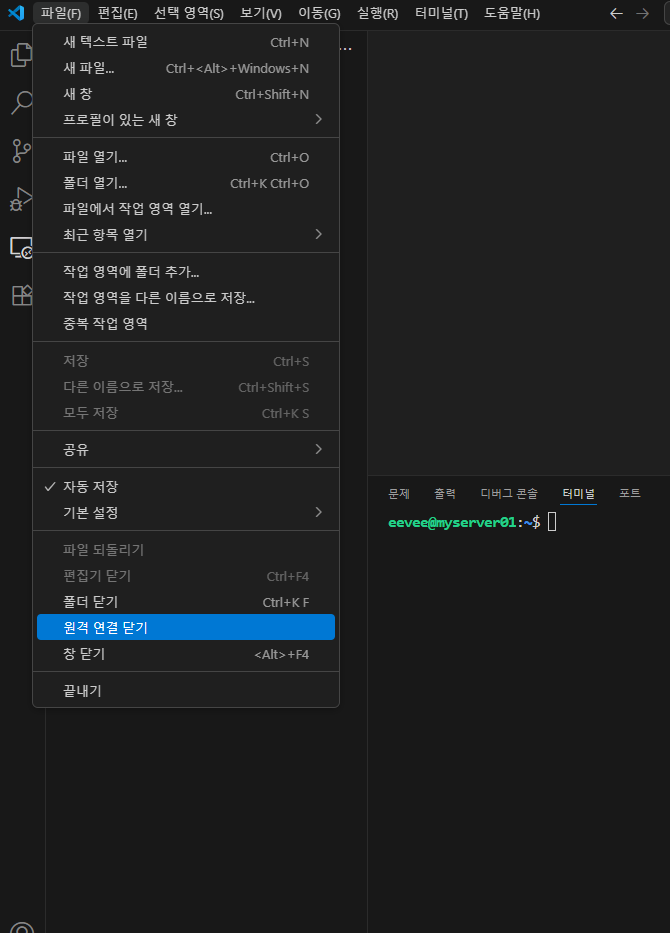 파일(F) 편집(E) 선택 영역(S) 보기(V) 이동(G) 실행(R) 터미널(T) 도움말(H)
새 텍스트 파일 Ctrl+N
새 파일... Ctrl+<Alt>+Windows+N
새 창 Ctrl+Shift+N
프로필이 있는 새 창
파일 열기... Ctrl+O
폴더 열기... Ctrl+K Ctrl+O
파일에서 작업 영역 열기...
최근 항목 열기
작업 영역에 폴더 추가...
작업 영역을 다른 이름으로 저장...
중복 작업 영역
저장 Ctrl+S
다른 이름으로 저장... Ctrl+Shift+S
모두 저장 Ctrl+K S
공유
자동 저장
기본 설정
파일 되돌리기
편집기 닫기 Ctrl+F4
폴더 닫기 Ctrl+K F
원격 연결 닫기
창 닫기 <Alt>+F4
끝내기
문제 출력 디버그 콘솔 터미널 포트
eevee@myserver01:~$